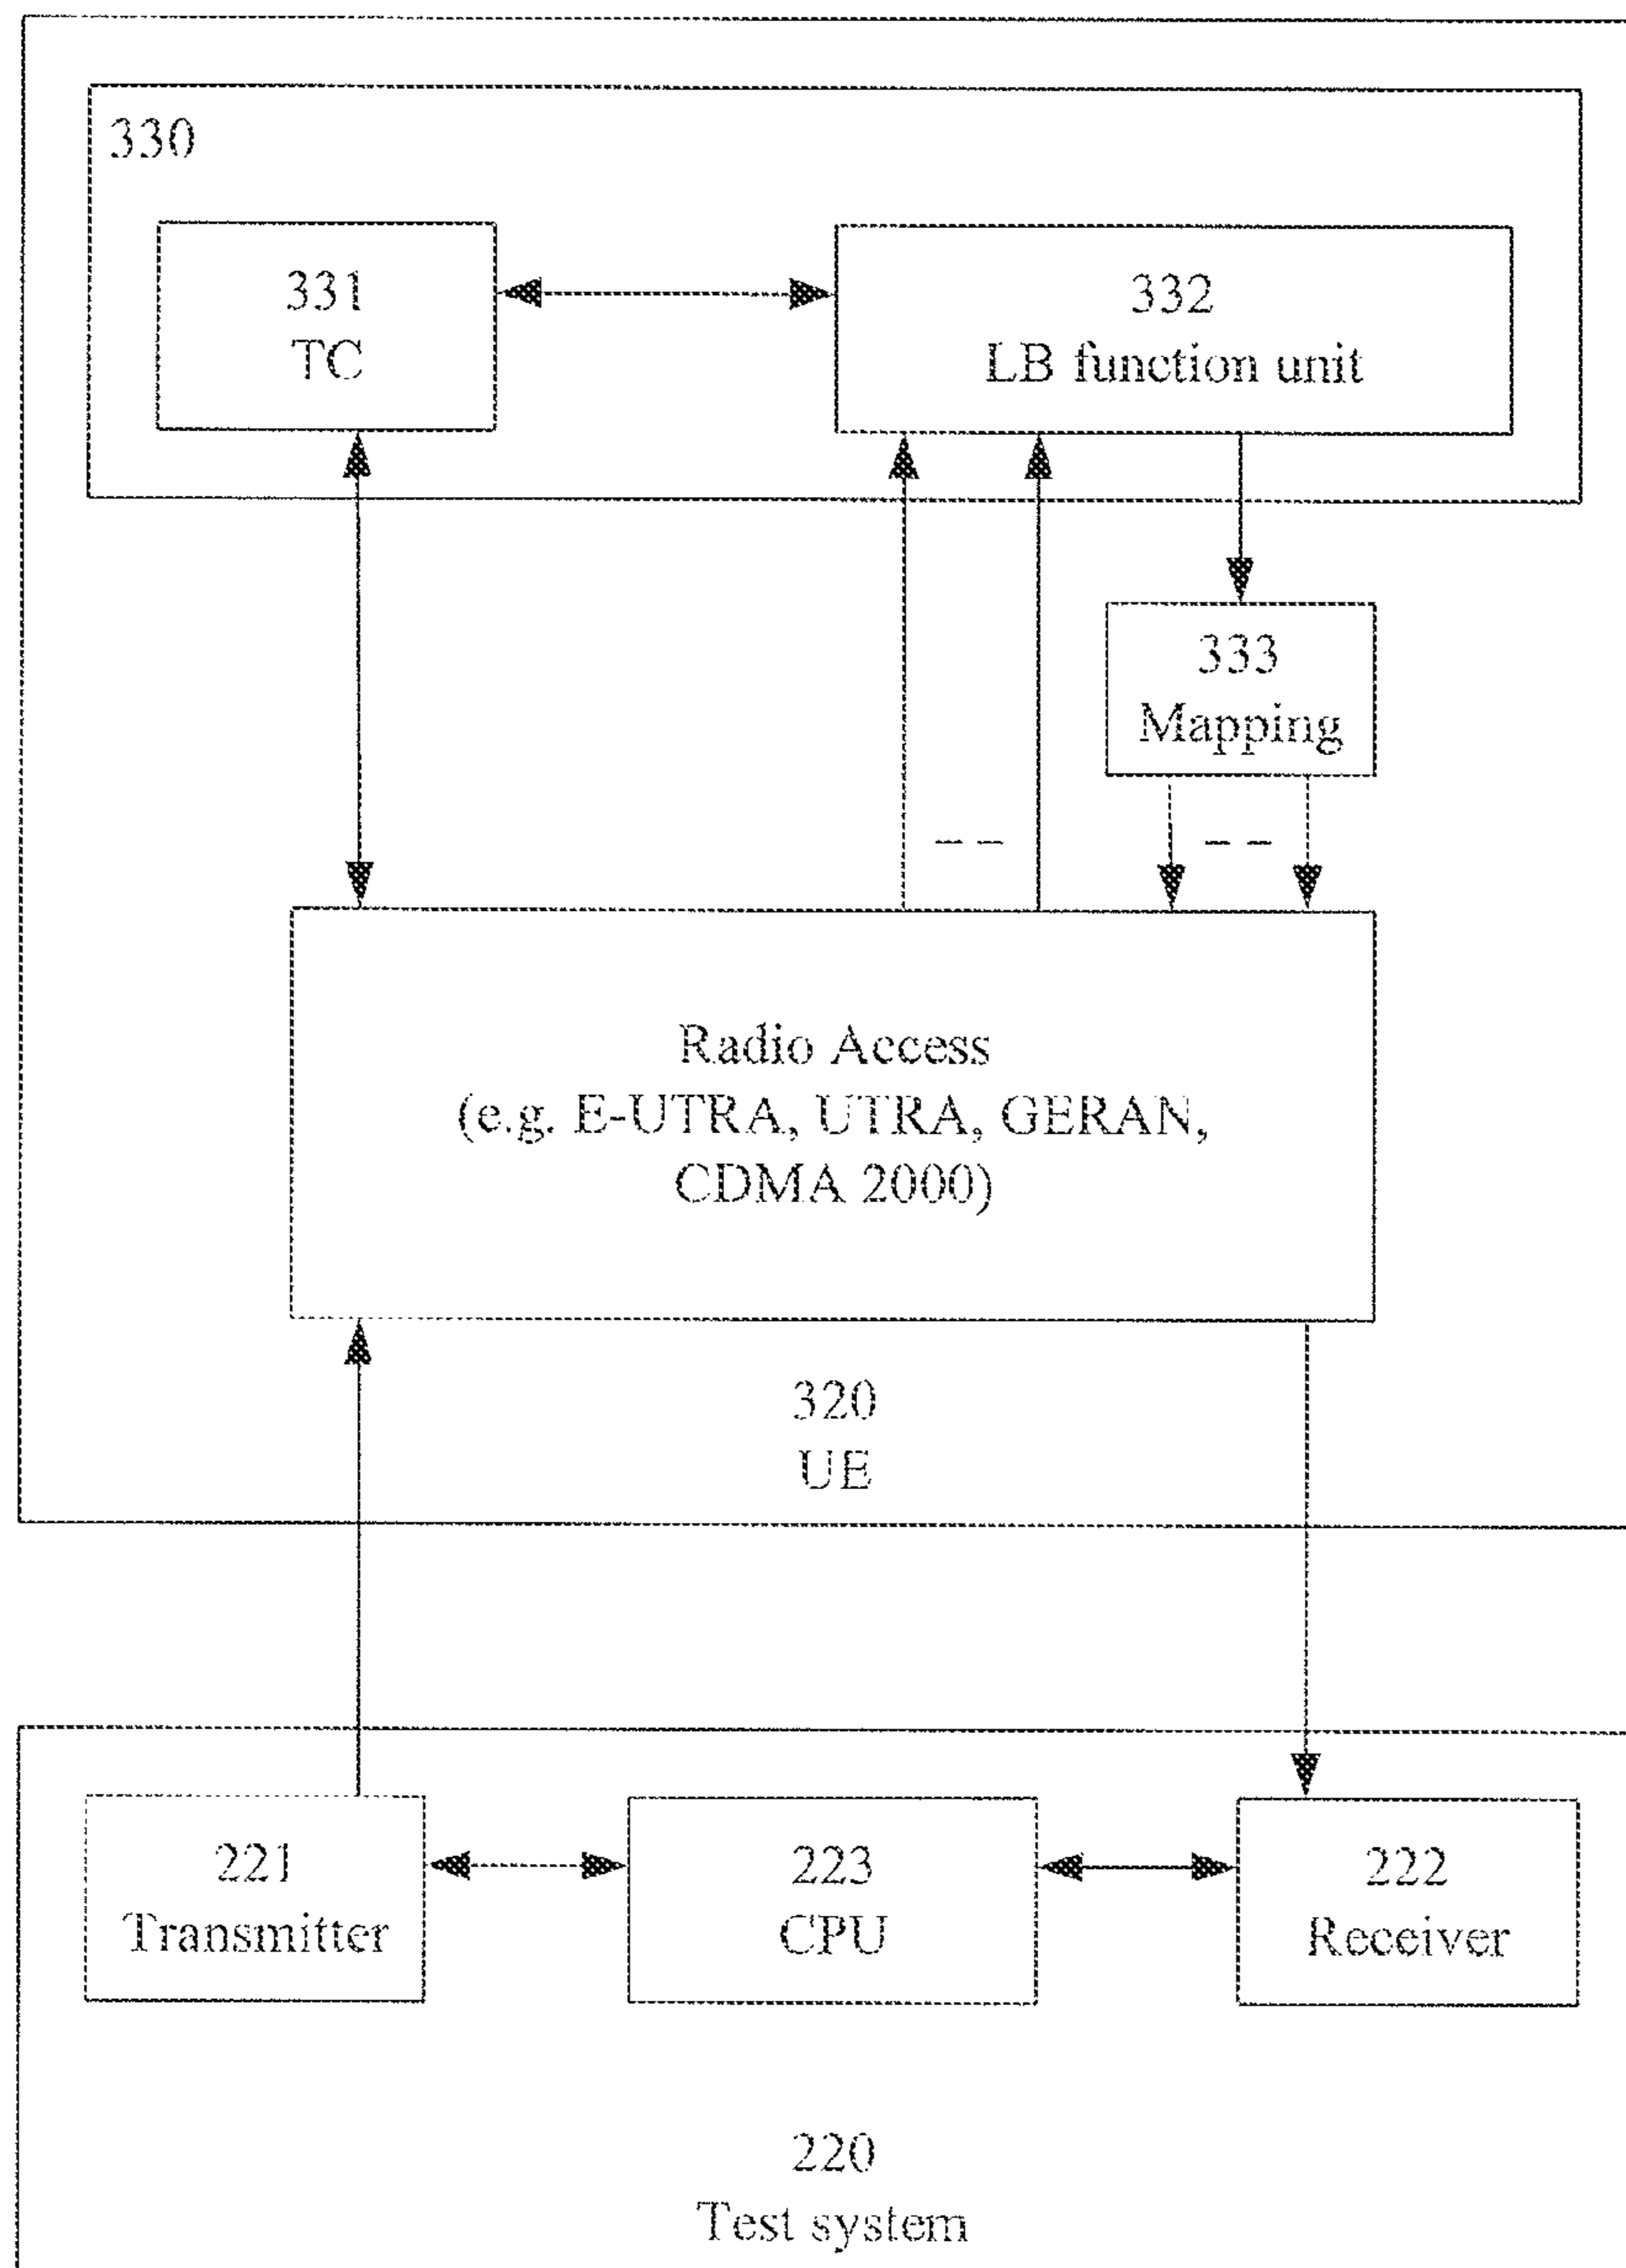 330
331
TC
332
LB function unit
333
Mapping
Radio Access
(e.g. E-UTRA, UTRA, GERAN,
CDMA 2000)
320
UE
221
Transmitter
223
CPU
222
Receiver
220
Test system